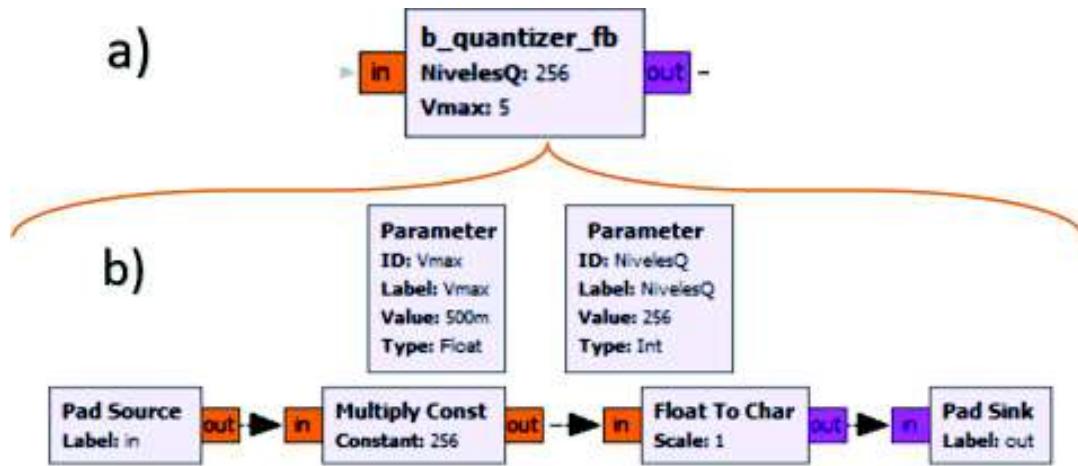 a)
b_quantizer_fb
in
NivelesQ: 256
out
Vmax: 5
b)
Parameter
ID: Vmax
Label: Vmax
Value: 500m
Type: Float
Parameter
ID: NivelesQ
Label: NivelesQ
Value: 256
Type: Int
Pad Source
Label: in
out
in
Multiply Const
Constant: 256
out
in
Float To Char
Scale: 1
out
in
Pad Sink
Label: out